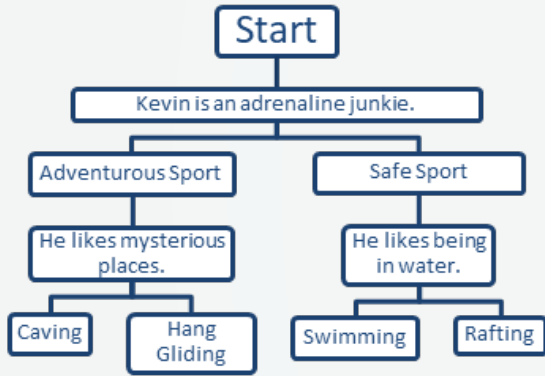 Start
Kevin is an adrenaline junkie.
Adventurous Sport
Safe Sport
He likes mysterious
places.
He likes being
in water.
Caving
Hang
Gliding
Swimming
Rafting